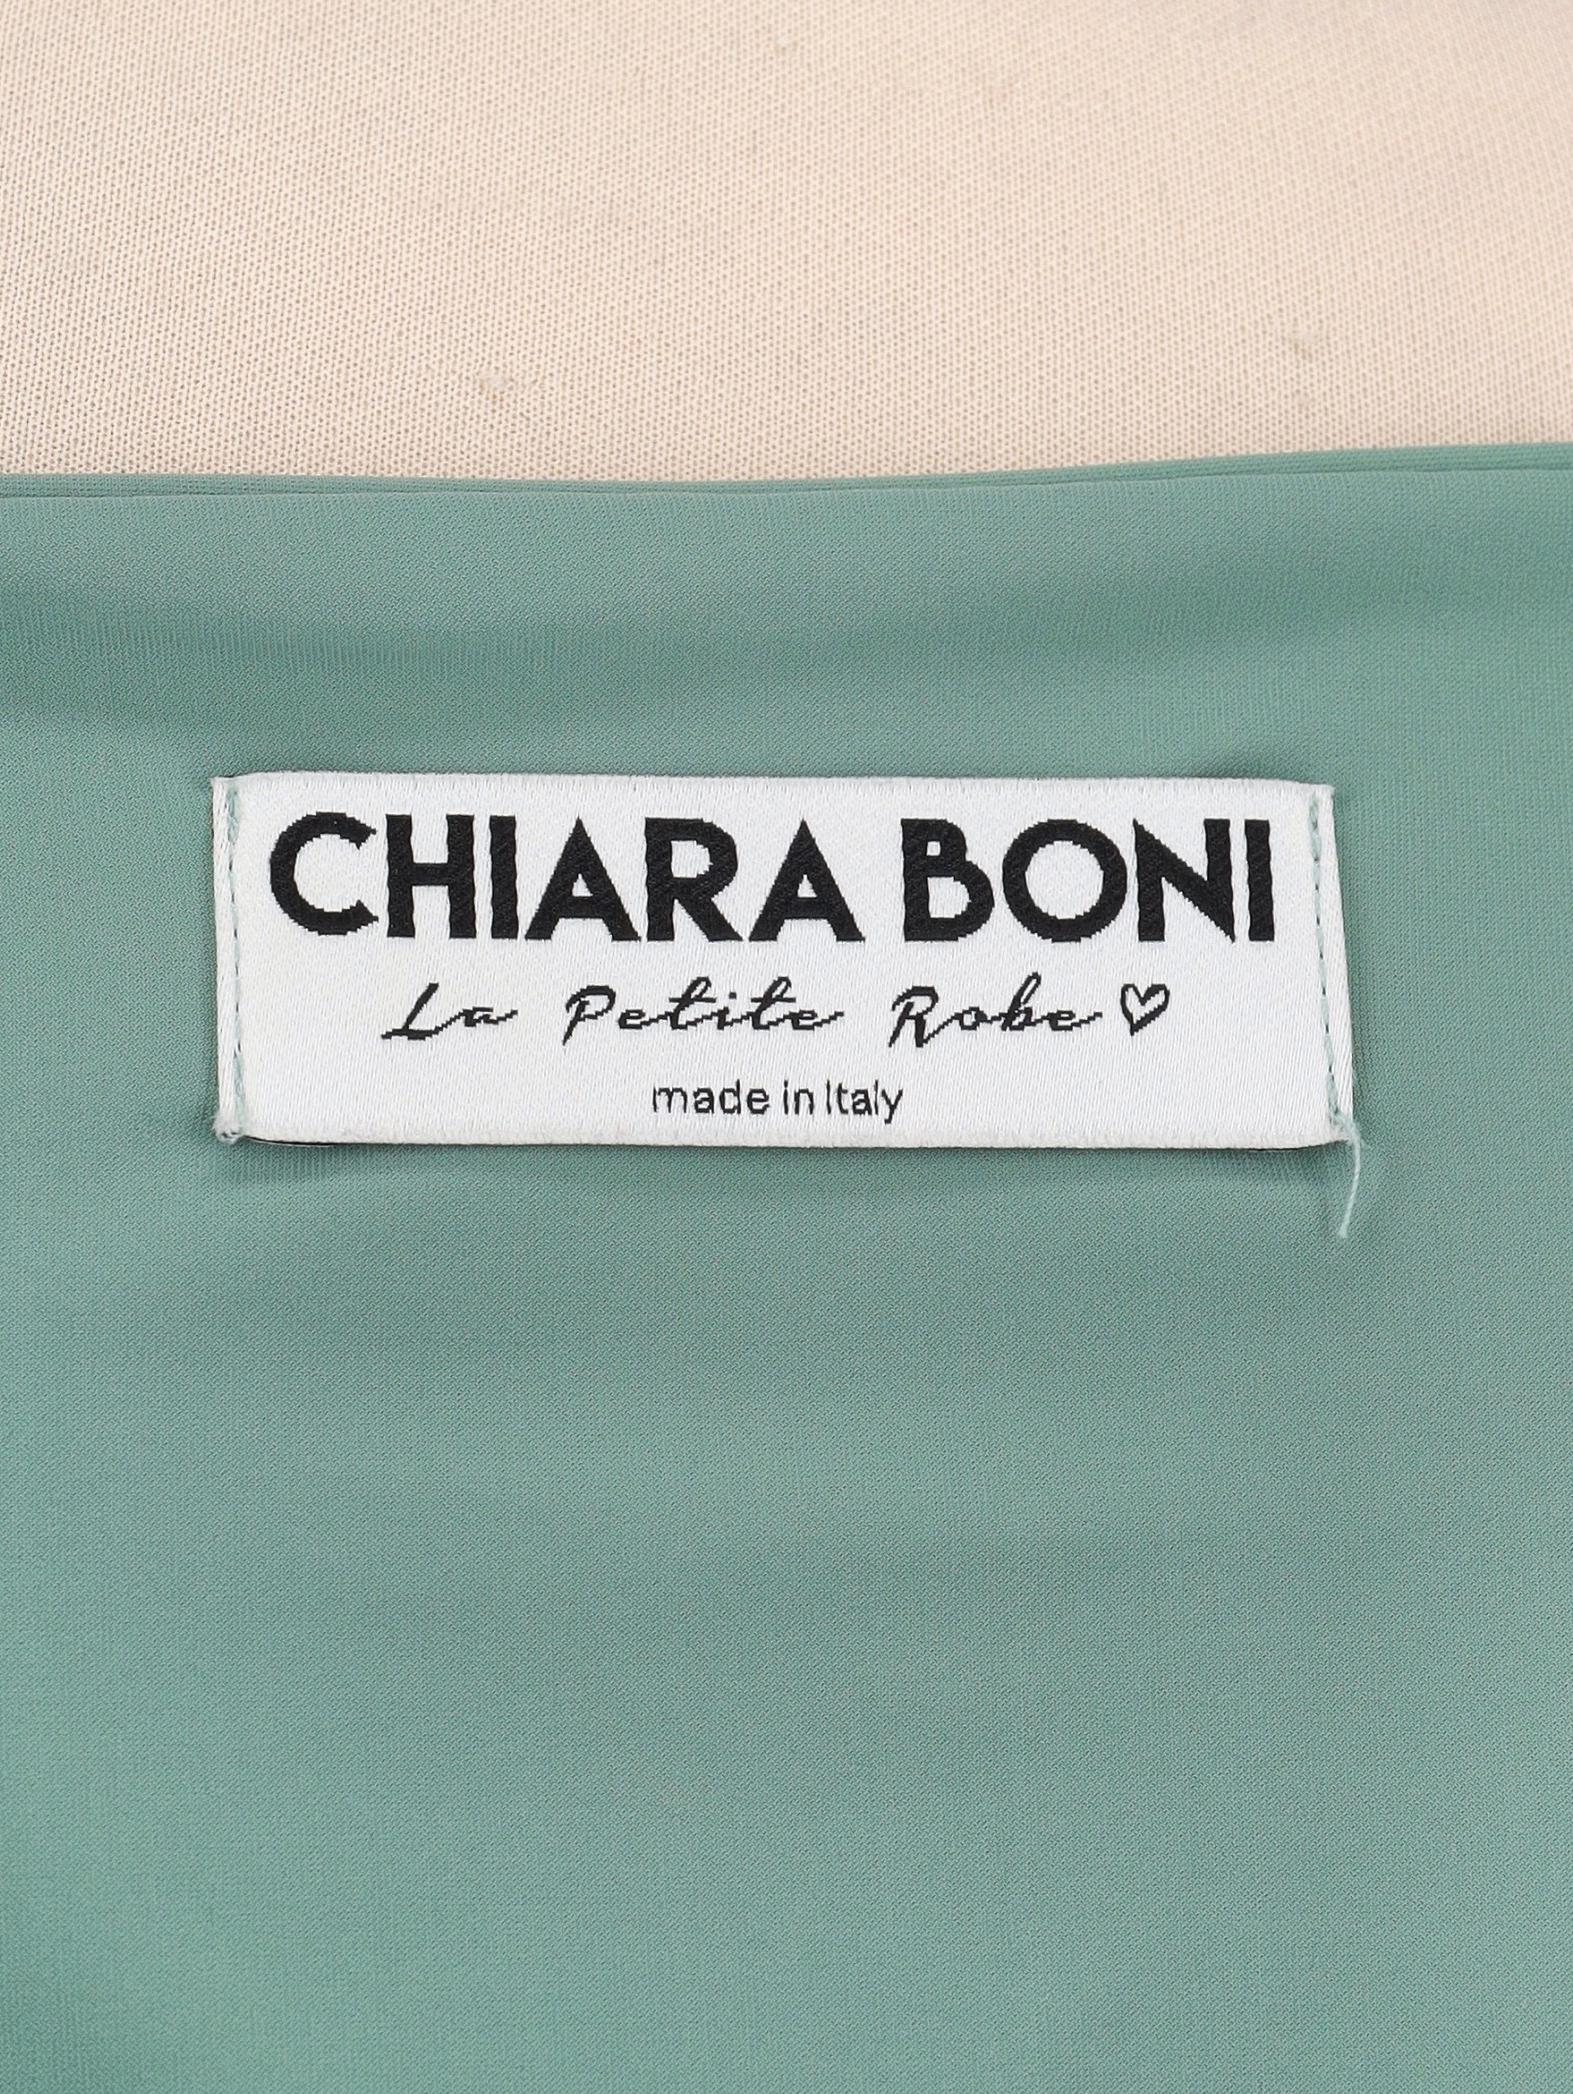 CHIARA BONI
La Petite Robe♡
made in Italy